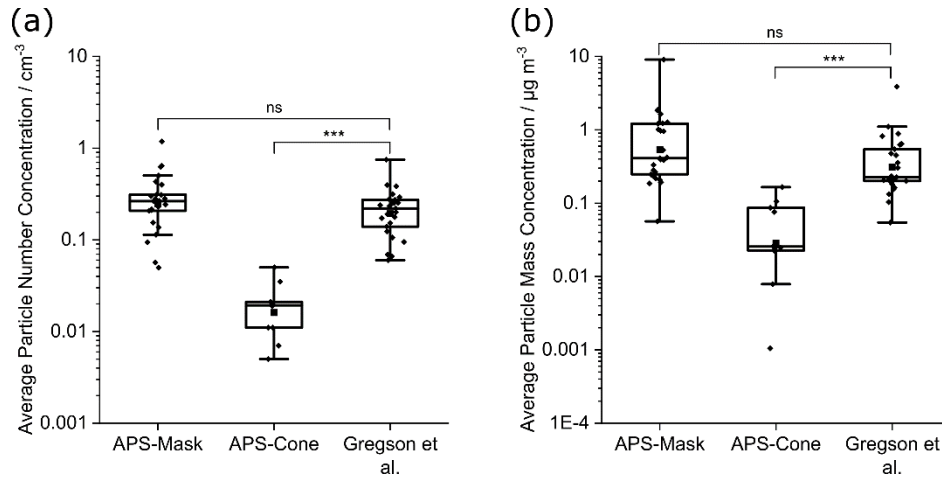 (a)
Average Particle Number Concentration / cm⁻³
10
1
0.1
0.01
0.001
ns
***
APS-Mask
APS-Cone
Gregson et
al.
(b)
Average Particle Mass Concentration / µg m⁻³
10
1
0.1
0.01
0.001
1E-4
ns
***
APS-Mask
APS-Cone
Gregson et
al.